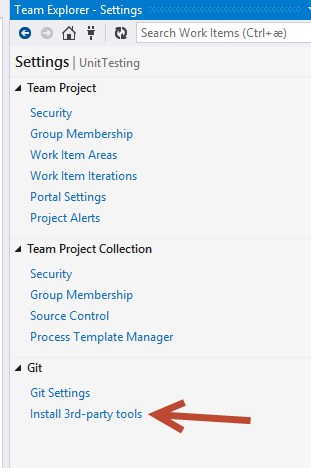 Team Explorer - Settings
Search Work Items (Ctrl+æ)
Settings | UnitTesting
Team Project
Security
Group Membership
Work Item Areas
Work Item Iterations
Portal Settings
Project Alerts
Team Project Collection
Security
Group Membership
Source Control
Process Template Manager
Git
Git Settings
Install 3rd-party tools